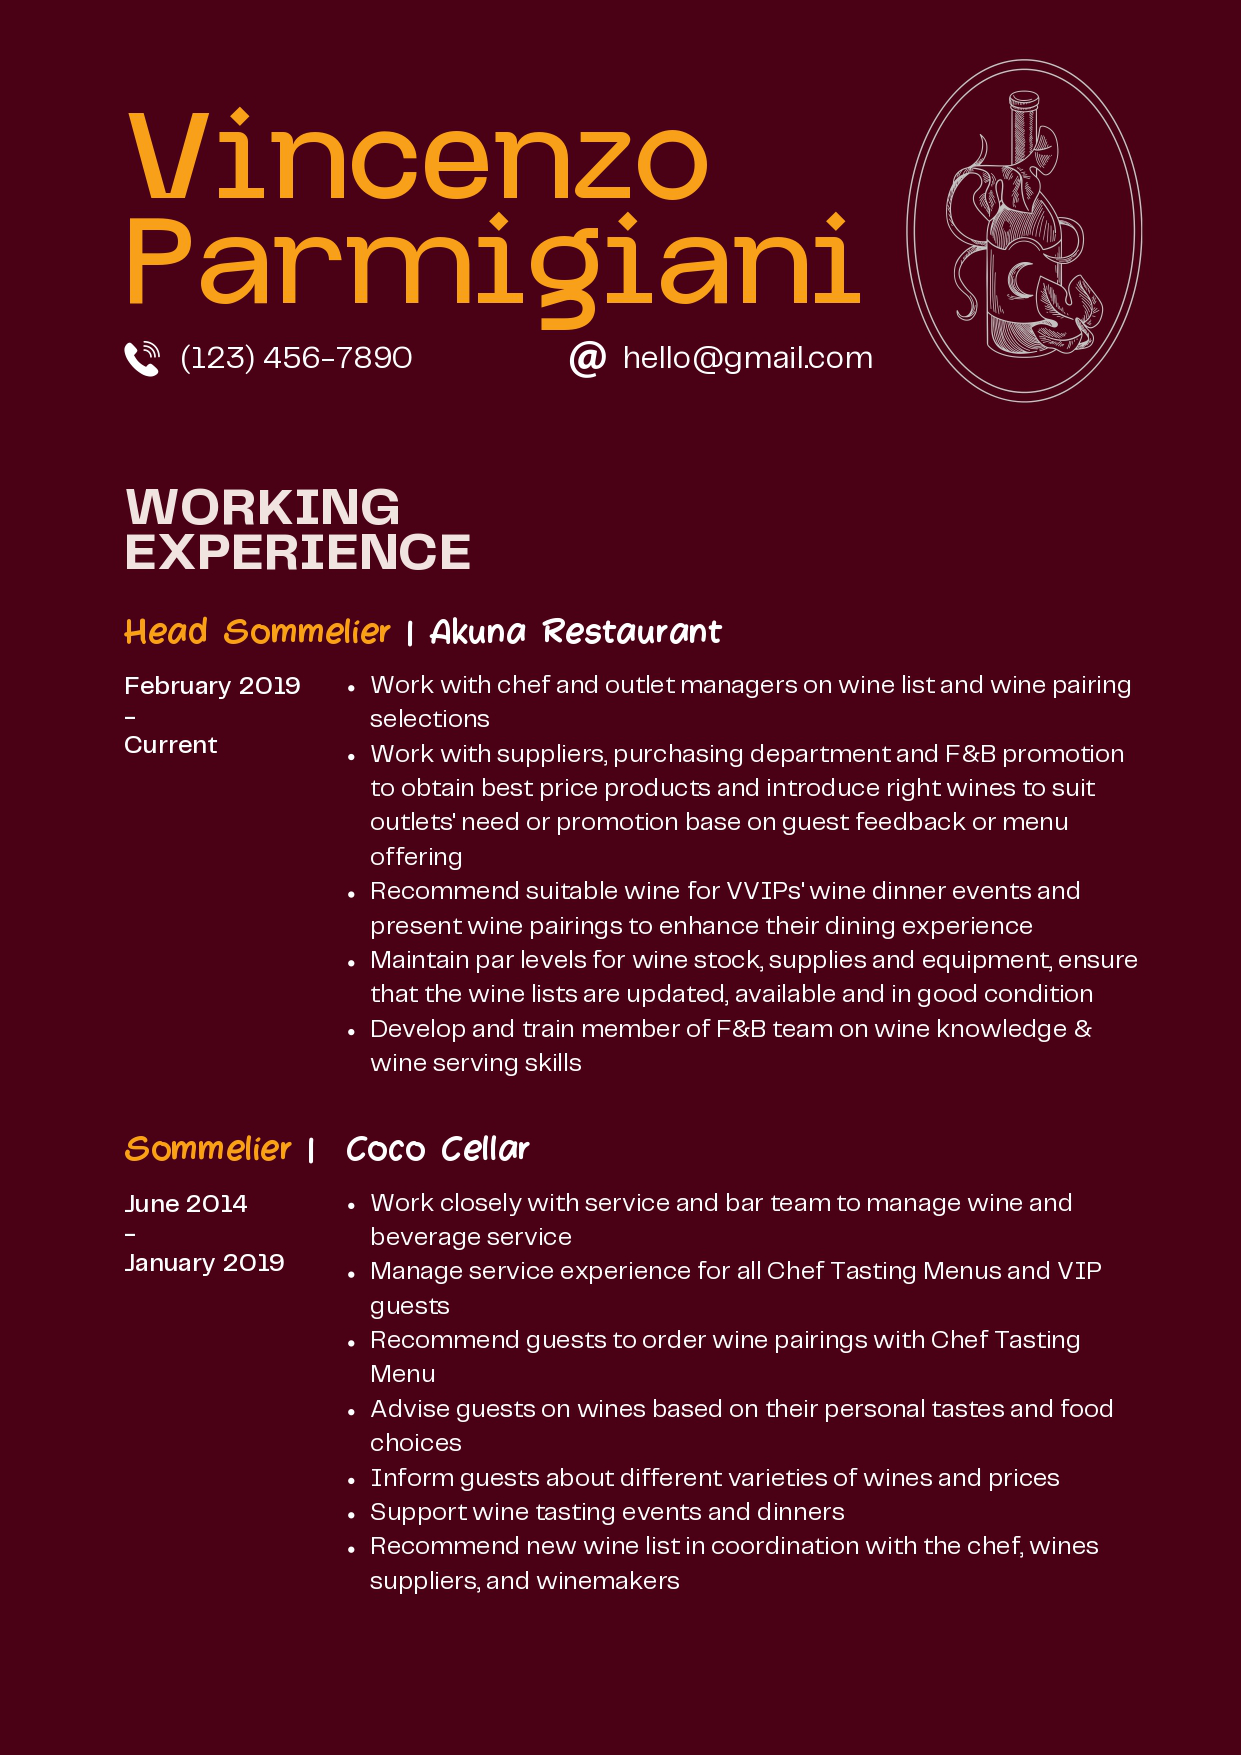 Vincenzo
Parmigiani
(123) 456-7890
@ hello@gmail.com
WORKING
EXPERIENCE
Head Sommelier | Akuna Restaurant
February 2019
–
Current
• Work with chef and outlet managers on wine list and wine pairing
selections
• Work with suppliers, purchasing department and F&B promotion
to obtain best price products and introduce right wines to suit
outlets' need or promotion base on guest feedback or menu
offering
• Recommend suitable wine for VVIPs' wine dinner events and
present wine pairings to enhance their dining experience
• Maintain par levels for wine stock, supplies and equipment, ensure
that the wine lists are updated, available and in good condition
• Develop and train member of F&B team on wine knowledge &
wine serving skills
Sommelier | Coco Cellar
June 2014
–
January 2019
• Work closely with service and bar team to manage wine and
beverage service
• Manage service experience for all Chef Tasting Menus and VIP
guests
• Recommend guests to order wine pairings with Chef Tasting
Menu
• Advise guests on wines based on their personal tastes and food
choices
• Inform guests about different varieties of wines and prices
• Support wine tasting events and dinners
• Recommend new wine list in coordination with the chef, wines
suppliers, and winemakers